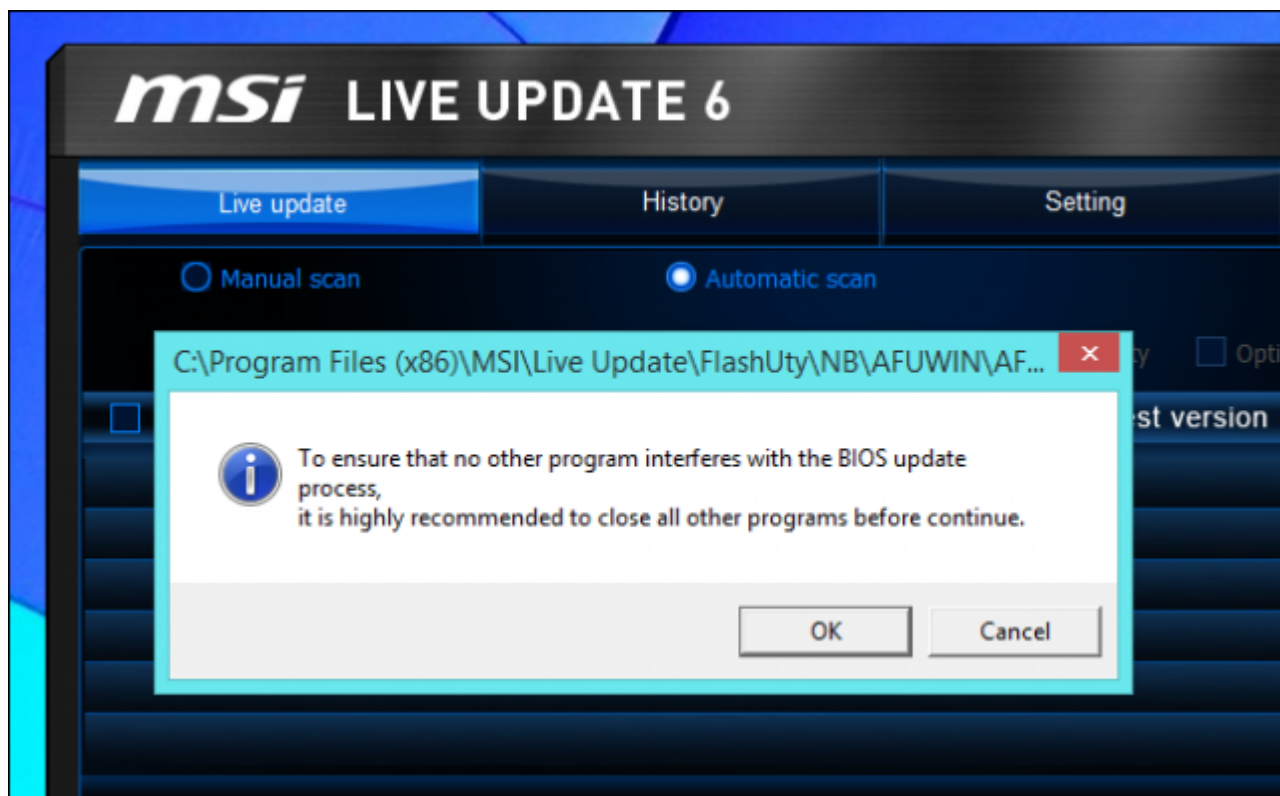 msi LIVE UPDATE 6
Live update History Setting
Manual scan Automatic scan
C:\Program Files (x86)\MSI\Live Update\FlashUty\NB\AFUWIN\AF...
est version
To ensure that no other program interferes with the BIOS update
process,
it is highly recommended to close all other programs before continue.
OK Cancel